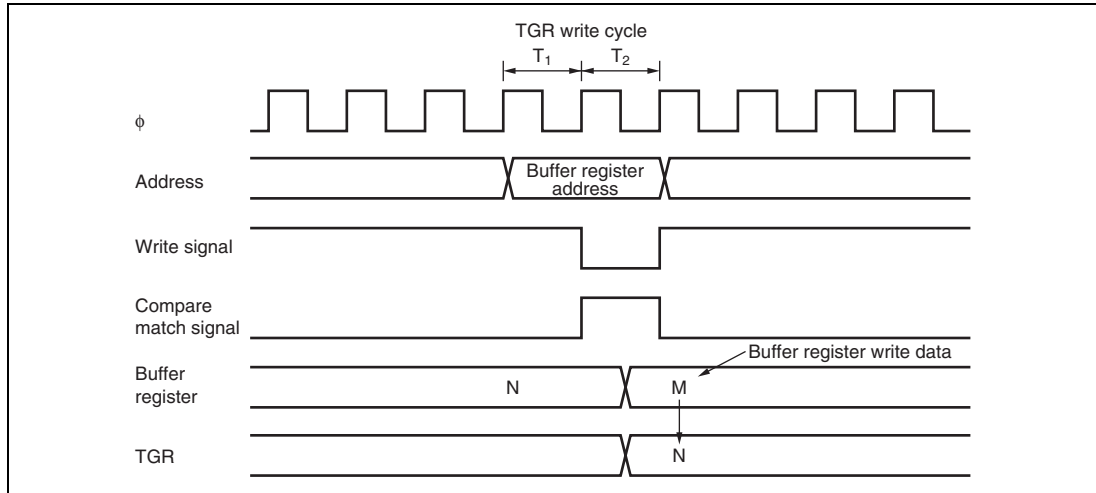 TGR write cycle
T1 T2
ϕ
Address
Buffer register
address
Write signal
Compare
match signal
Buffer register write data
Buffer
register
N M
TGR
N